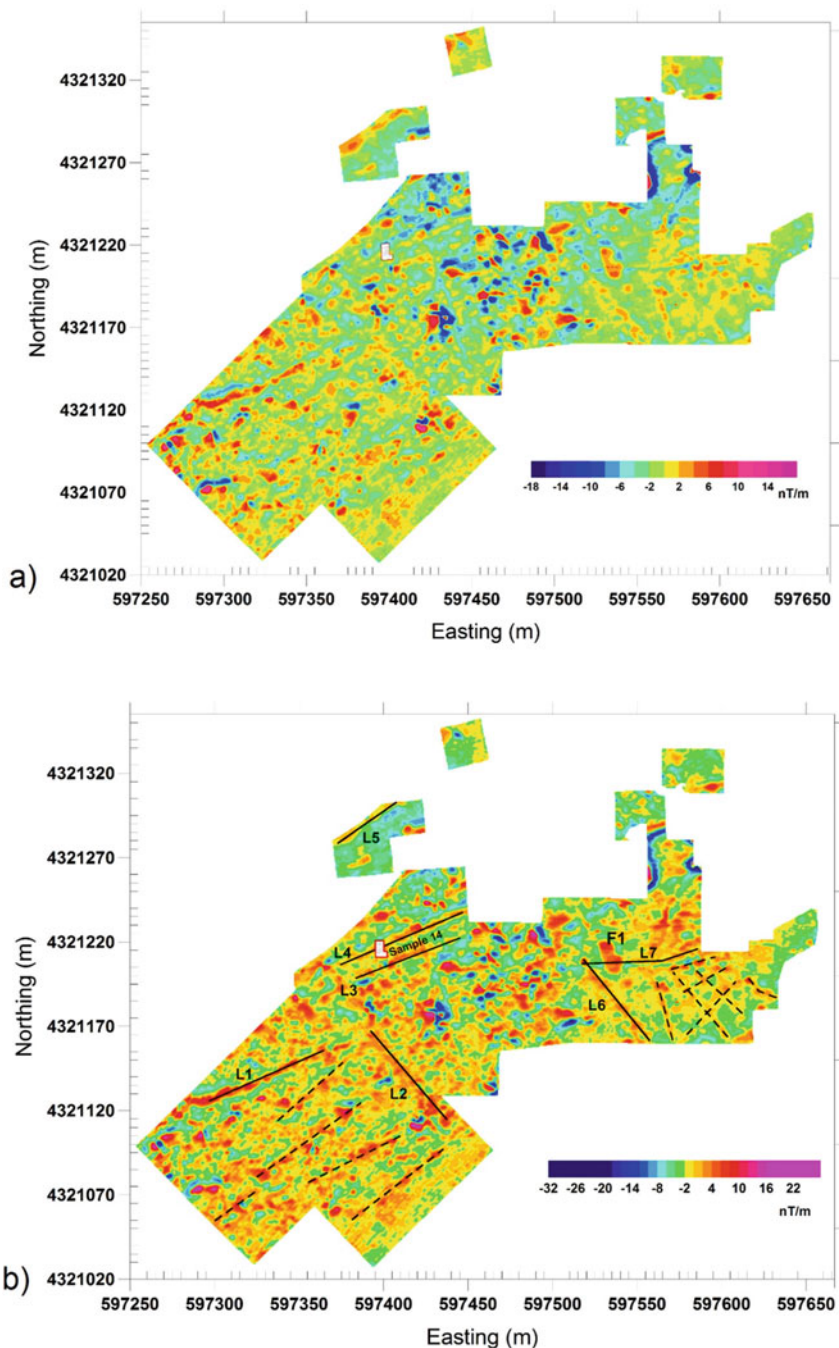 4321320
4321270
4321220
4321170
4321120
4321070
4321020
Northing (m)
-18 -14 -10 -6 -2 2 6 10 14
nT/m
a)
597250 597300 597350 597400 597450 597500 597550 597600 597650
Easting (m)
4321320
4321270
4321220
4321170
4321120
4321070
4321020
Northing (m)
L5
F1
L4
Sample 14
L7
L3
L6
L1
L2
-32 -26 -20 -14 -8 -2 4 10 16 22
nT/m
b)
597250 597300 597350 597400 597450 597500 597550 597600 597650
Easting (m)